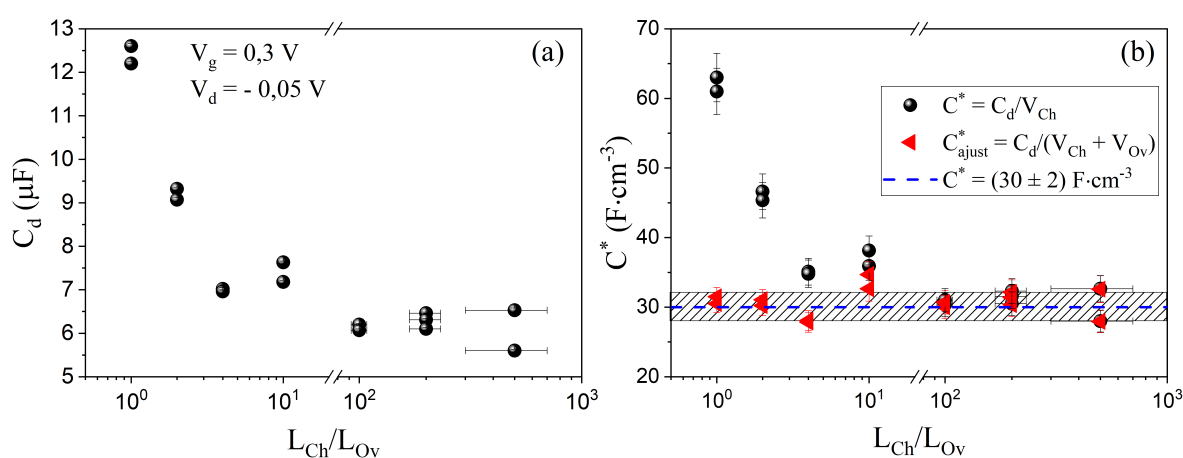 13
12
11
10
9
8
7
6
5
C_d (μF)
V_g = 0,3 V
V_d = - 0,05 V
(a)
10^0
10^1
10^2
10^3
L_Ch/L_Ov
70
60
50
40
30
20
C^* (F·cm^-3)
(b)
C^* = C_d/V_Ch
C^*_ajust = C_d/(V_Ch + V_Ov)
C^* = (30 ± 2) F·cm^-3
10^0
10^1
10^2
10^3
L_Ch/L_Ov